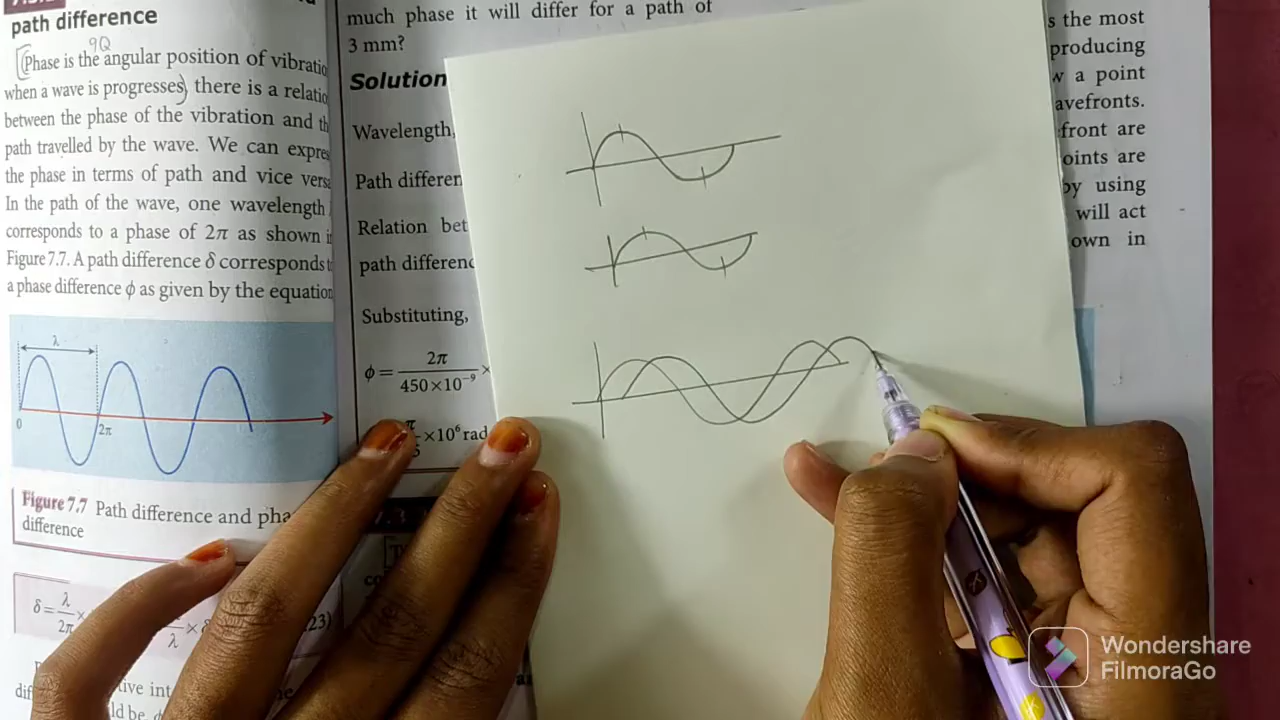 path difference
9Q
(Phase is the angular position of vibratio
when a wave is progresses) there is a relatio
between the phase of the vibration and th
path travelled by the wave. We can expres
the phase in terms of path and vice versa
In the path of the wave, one wavelength
corresponds to a phase of 2π as shown i
Figure 7.7. A path difference δ corresponds t
a phase difference ϕ as given by the equation
λ
0
2π
Figure 7.7 Path difference and pha
difference
δ = λ/2π ×
λ × δ
23)
much phase it will differ for a path of
3 mm?
Solution
Wavelength,
Path differen
Relation bet
path differenc
Substituting,
ϕ = 2π/450×10⁻⁹ ×
×10⁶ rad
s the most
producing
w a point
avefronts.
front are
oints are
by using
will act
own in
Wondershare
FilmoraGo